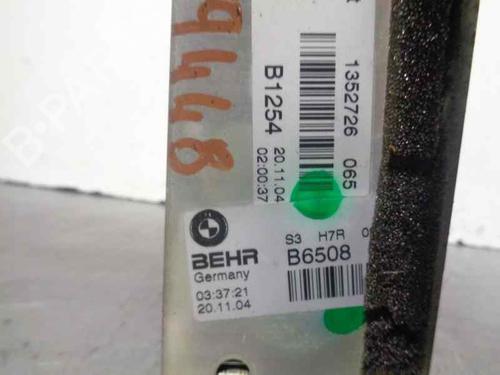 9448
1352726 065
B1254 20.11.04
02:00:37
S3 H7R
BEHR B6508
Germany
03:37:21
20.11.04
B-PARTS